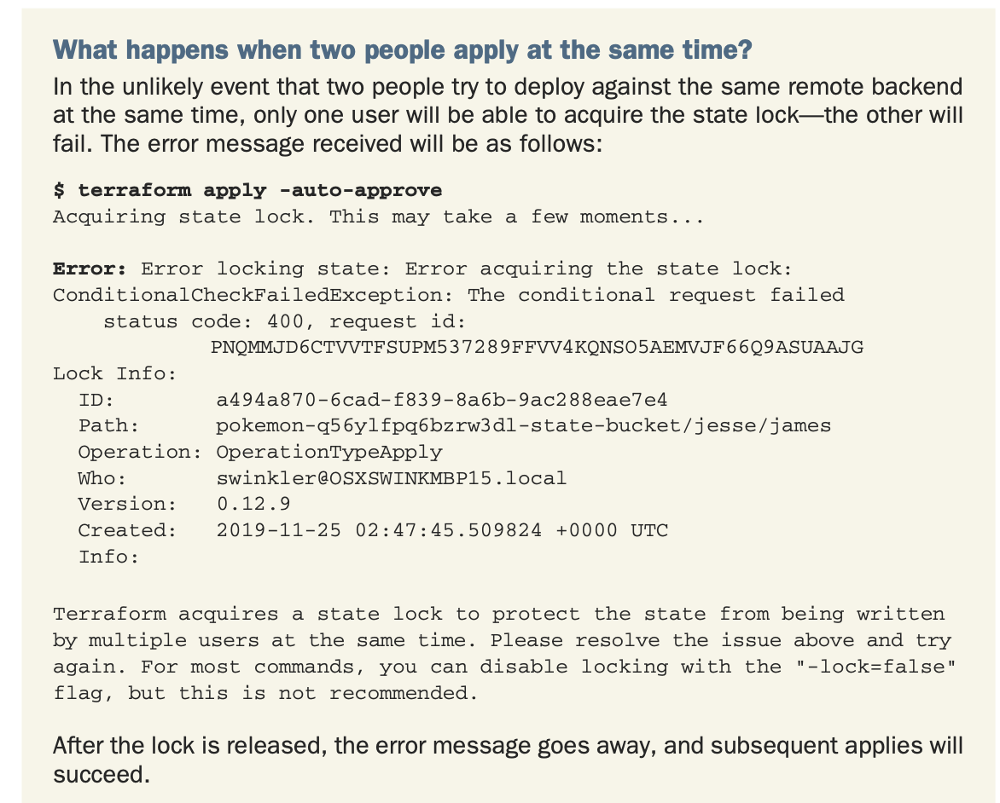 What happens when two people apply at the same time?
In the unlikely event that two people try to deploy against the same remote backend
at the same time, only one user will be able to acquire the state lock—the other will
fail. The error message received will be as follows:
$ terraform apply -auto-approve
Acquiring state lock. This may take a few moments...
Error: Error locking state: Error acquiring the state lock:
ConditionalCheckFailedException: The conditional request failed
status code: 400, request id:
PNQMMJD6CTVVTFSUPM537289FFVV4KQNSO5AEMVJF66Q9ASUAAJG
Lock Info:
ID: a494a870-6cad-f839-8a6b-9ac288eae7e4
Path: pokemon-q56ylfpq6bzrw3dl-state-bucket/jesse/james
Operation: OperationTypeApply
Who: swinkler@OSXSWINKMBP15.local
Version: 0.12.9
Created: 2019-11-25 02:47:45.509824 +0000 UTC
Info:
Terraform acquires a state lock to protect the state from being written
by multiple users at the same time. Please resolve the issue above and try
again. For most commands, you can disable locking with the "-lock=false"
flag, but this is not recommended.
After the lock is released, the error message goes away, and subsequent applies will
succeed.